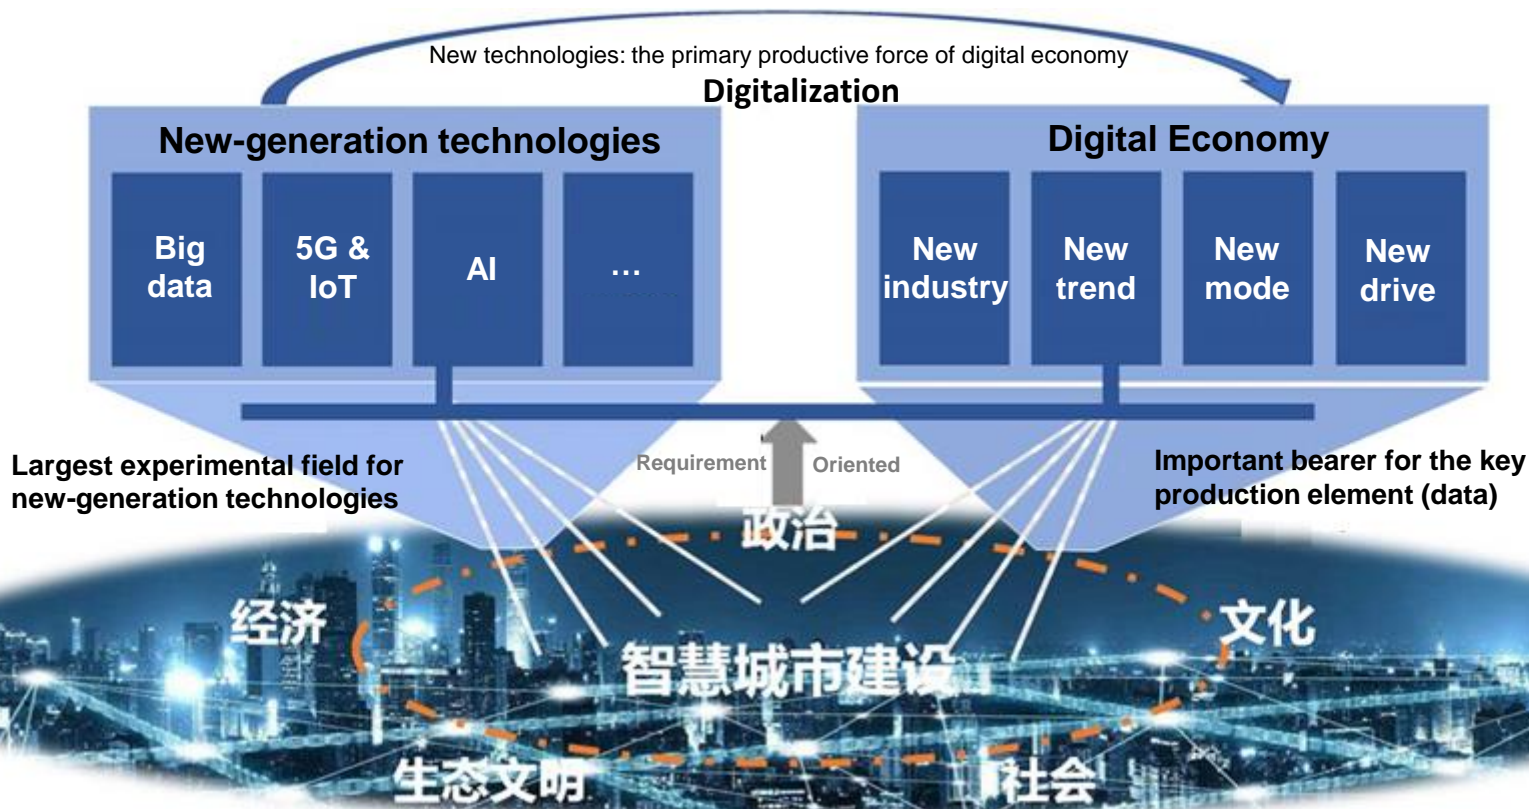 New technologies: the primary productive force of digital economy
Digitalization
New-generation technologies
Big
data
5G &
IoT
AI
...
Digital Economy
New
industry
New
trend
New
mode
New
drive
Largest experimental field for
new-generation technologies
Requirement Oriented
Important bearer for the key
production element (data)
政治
经济
文化
智慧城市建设
生态文明
社会